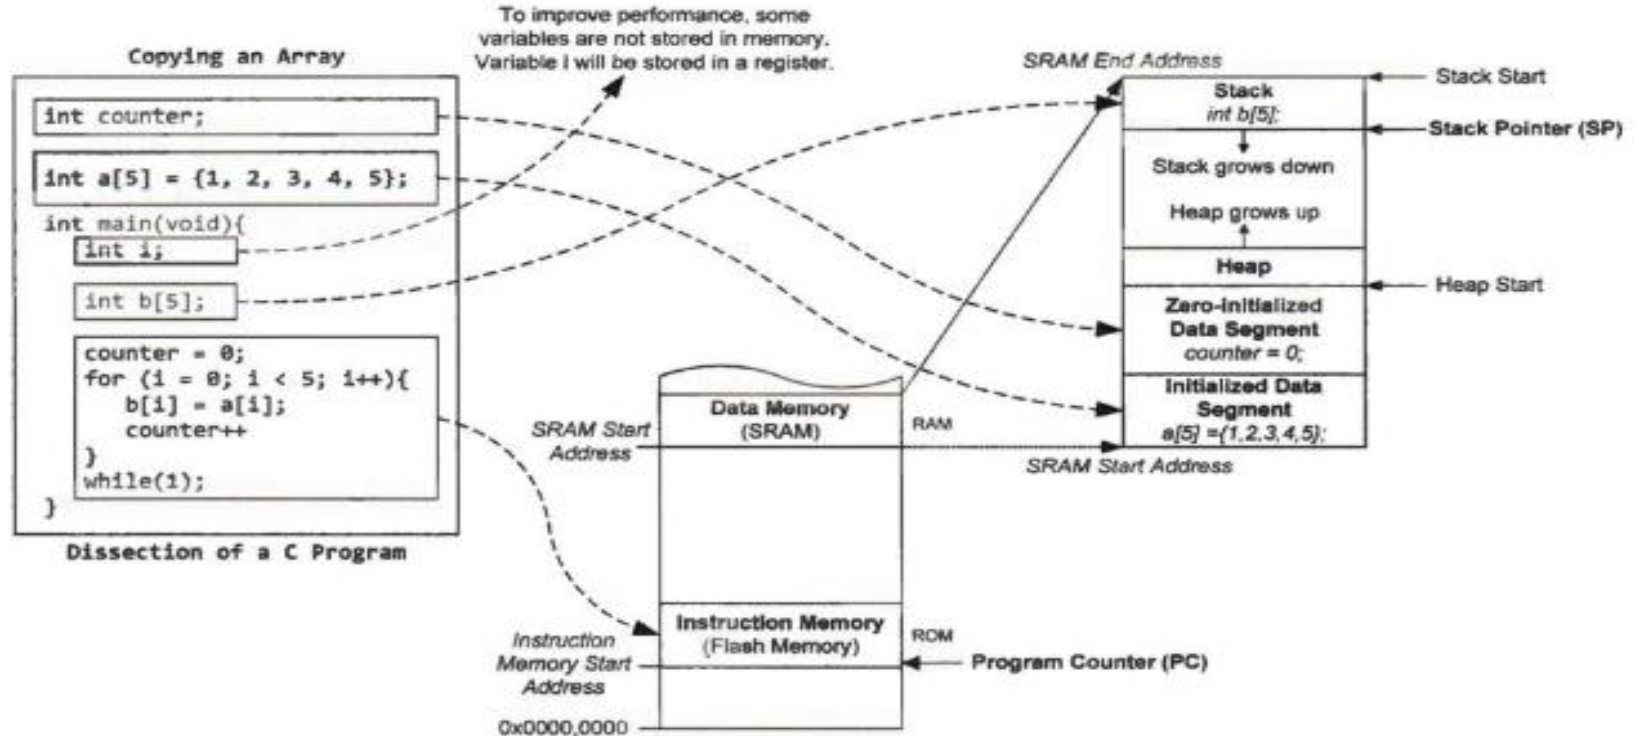 To improve performance, some
variables are not stored in memory.
Variable i will be stored in a register.
Copying an Array
int counter;
int a[5] = {1, 2, 3, 4, 5};
int main(void){
int i;
int b[5];
counter = 0;
for (i = 0; i < 5; i++){
b[i] = a[i];
counter++
}
while(1);
}
Dissection of a C Program
SRAM Start
Address
Data Memory
(SRAM)
RAM
Instruction Memory
(Flash Memory)
ROM
Instruction
Memory Start
Address
Program Counter (PC)
0x0000,0000
SRAM End Address
Stack
int b[5];
Stack grows down
Heap grows up
Heap
Zero-Initialized
Data Segment
counter = 0;
Initialized Data
Segment
a[5] ={1,2,3,4,5};
SRAM Start Address
Stack Start
Stack Pointer (SP)
Heap Start